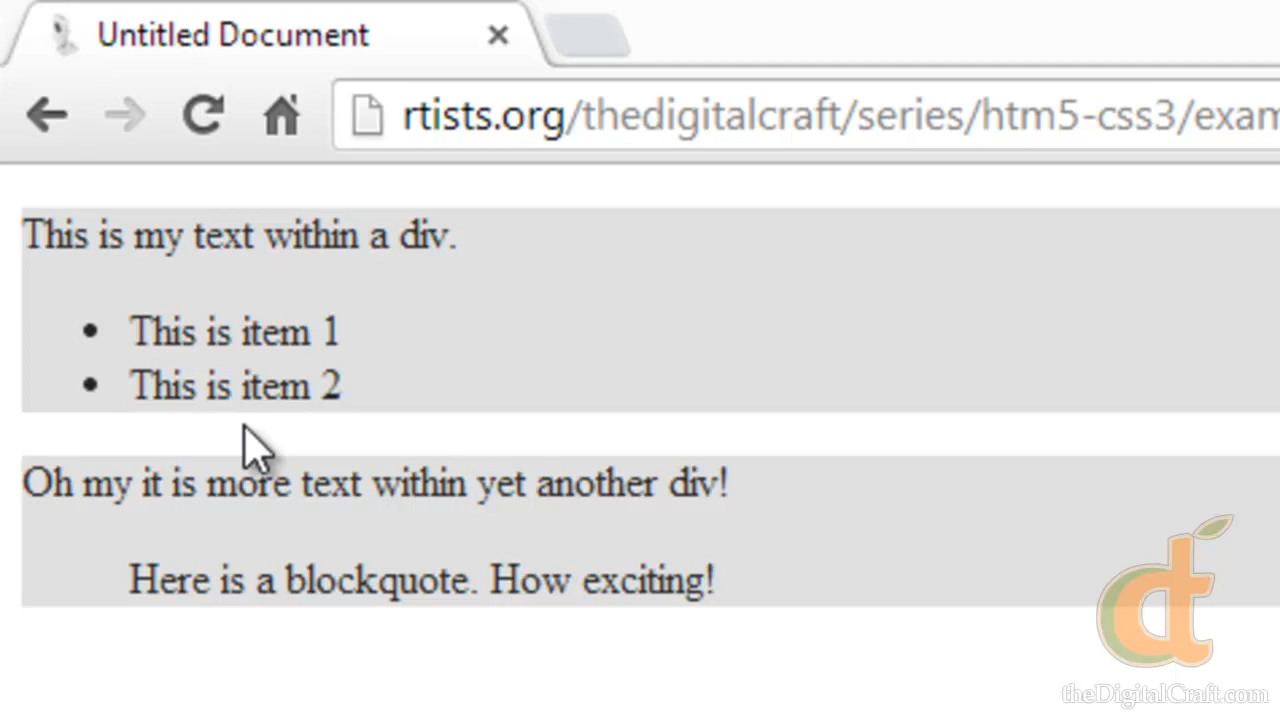 Untitled Document
rtists.org/thedigitalcraft/series/htm5-css3/exam
This is my text within a div.
• This is item 1
• This is item 2
Oh my it is more text within yet another div!
Here is a blockquote. How exciting!
dt
theDigitalCraft.com